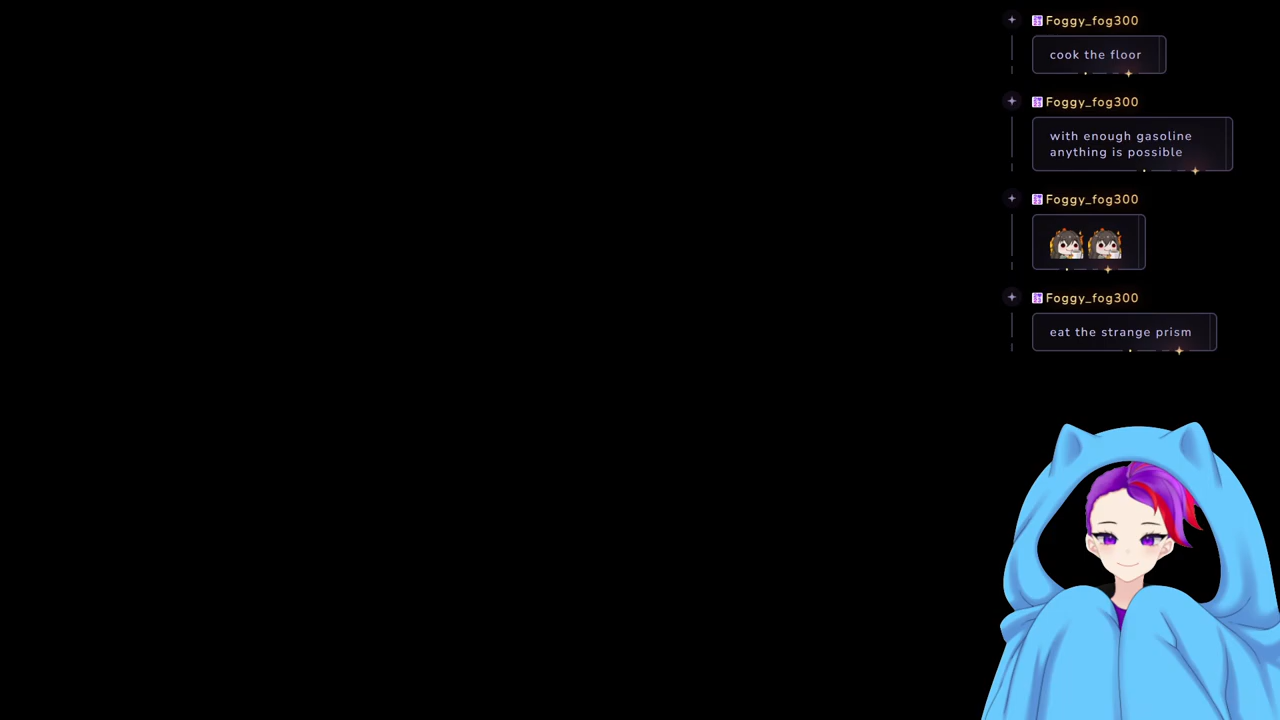 Foggy_fog300
cook the floor
Foggy_fog300
with enough gasoline
anything is possible
Foggy_fog300
Foggy_fog300
eat the strange prism